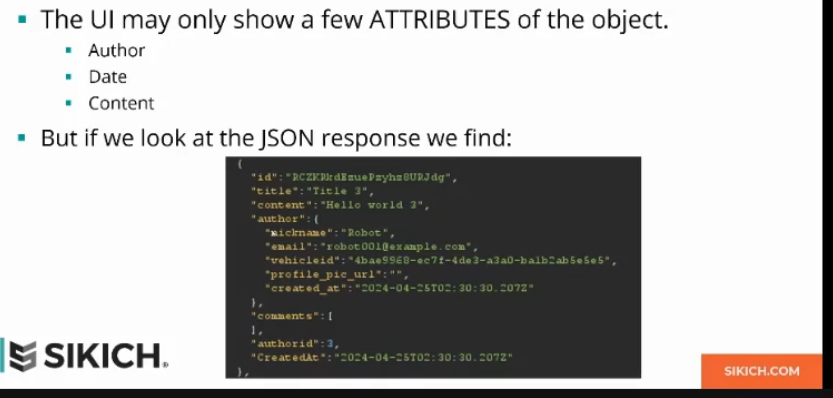 The UI may only show a few ATTRIBUTES of the object.
Author
Date
Content
But if we look at the JSON response we find:
{
"id":"RCZKRkdEzuePzyhz8URJdg",
"title":"Title 3",
"content":"Hello world 3",
"author":{
"nickname":"Robot",
"email":"robot001@example.com",
"vehicleid":"4bae9968-ec7f-4de3-a3a0-ba1b2ab5e5e5",
"profile_pic_url":"",
"created_at":"2024-04-25T02:30:30.207Z"
},
"comments":[
],
"authorid":3,
"CreatedAt":"2024-04-25T02:30:30.207Z"
},
SIKICH.
SIKICH.COM